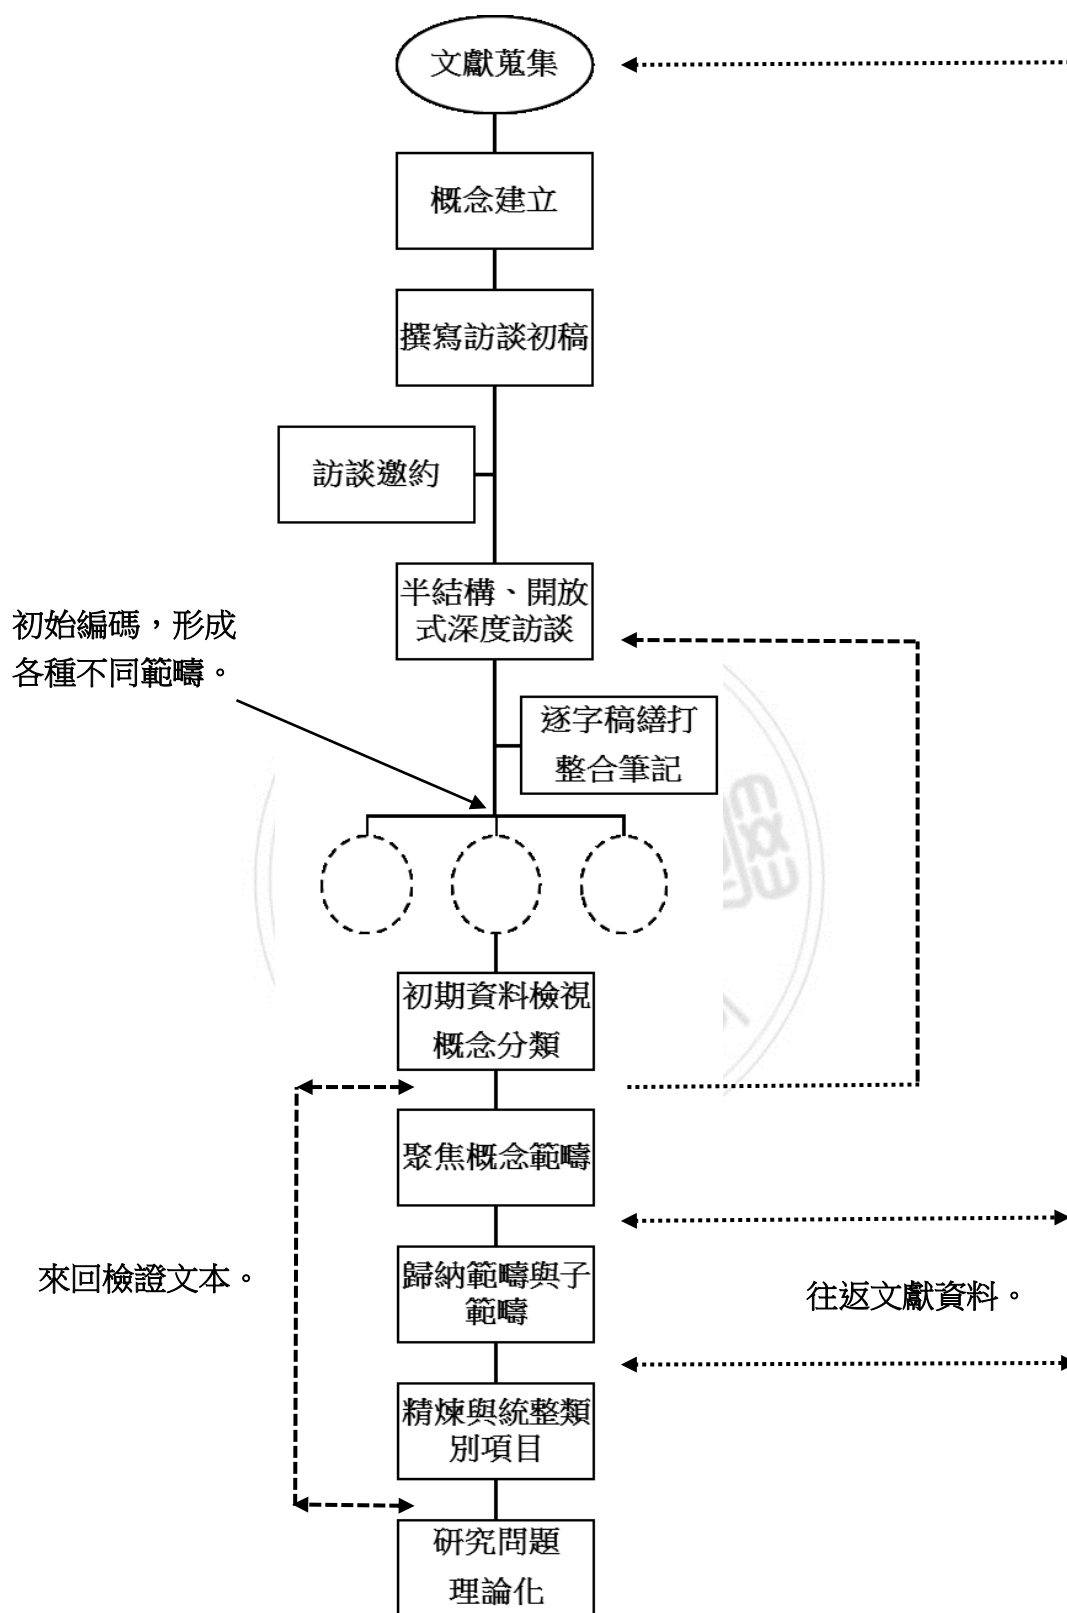 文獻蒐集
概念建立
撰寫訪談初稿
訪談邀約
半結構、開放
式深度訪談
初始編碼，形成
各種不同範疇。
逐字稿繕打
整合筆記
初期資料檢視
概念分類
聚焦概念範疇
歸納範疇與子
範疇
來回檢證文本。
往返文獻資料。
精煉與統整類
別項目
研究問題
理論化